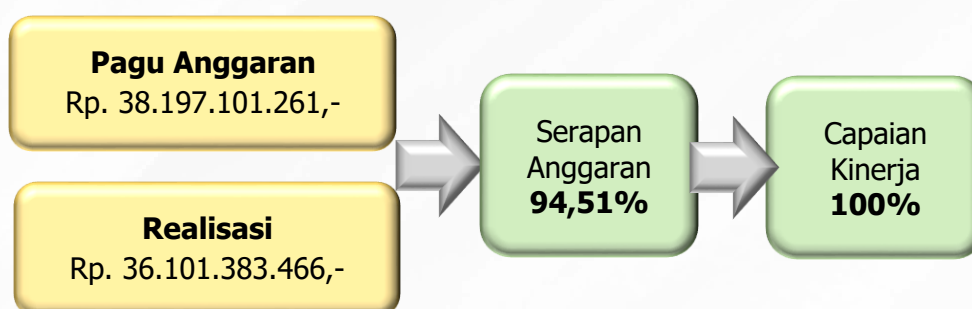 Pagu Anggaran
Rp. 38.197.101.261,-
Realisasi
Rp. 36.101.383.466,-
Serapan
Anggaran
94,51%
Capaian
Kinerja
100%